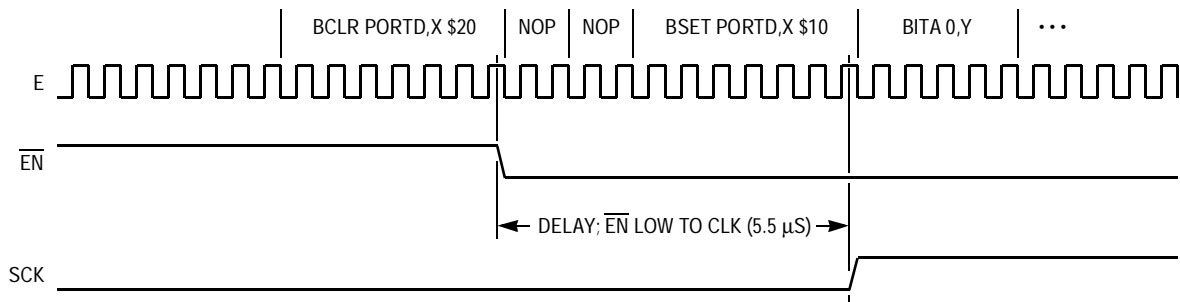 BCLR PORTD,X $20 NOP NOP BSET PORTD,X $10 BITA 0,Y •••
E
EN
DELAY; EN LOW TO CLK (5.5 µS)
SCK